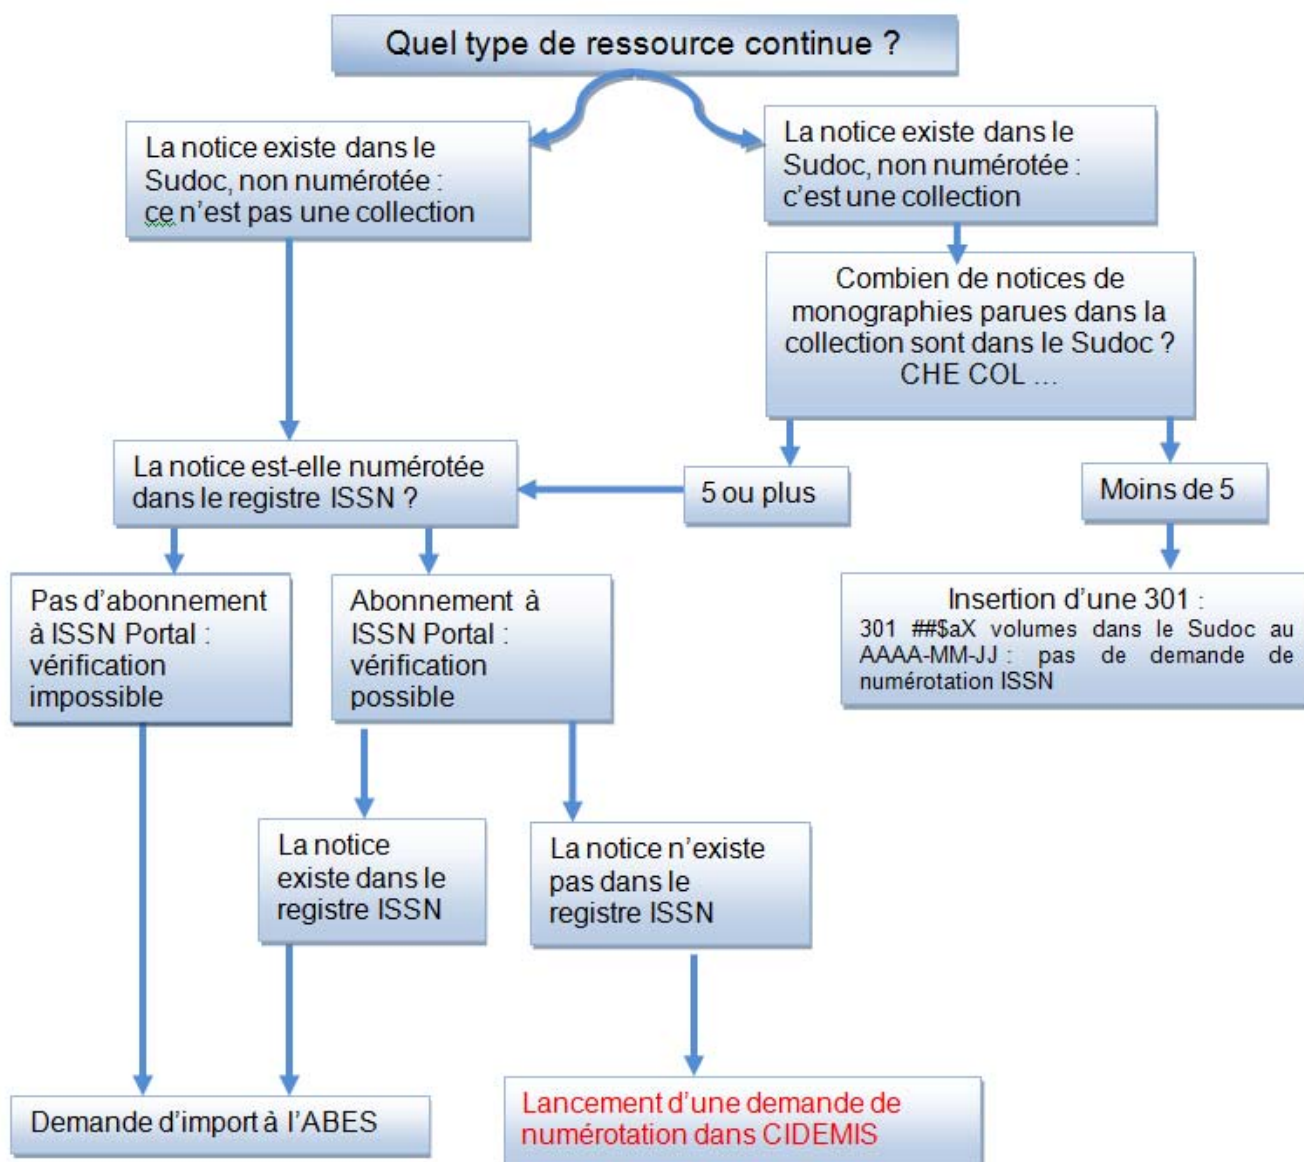 Quel type de ressource continue ?
La notice existe dans le
Sudoc, non numérotée :
ce n'est pas une collection
La notice existe dans le
Sudoc, non numérotée :
c'est une collection
Combien de notices de
monographies parues dans la
collection sont dans le Sudoc ?
CHE COL ...
La notice est-elle numérotée
dans le registre ISSN ?
5 ou plus
Moins de 5
Pas d'abonnement
à ISSN Portal :
vérification
impossible
Abonnement à
ISSN Portal :
vérification
possible
Insertion d'une 301 :
301 ##$aX volumes dans le Sudoc au
AAAA-MM-JJ : pas de demande de
numérotation ISSN
La notice
existe dans le
registre ISSN
La notice n'existe
pas dans le
registre ISSN
Demande d'import à l'ABES
Lancement d'une demande de
numérotation dans CIDEMIS